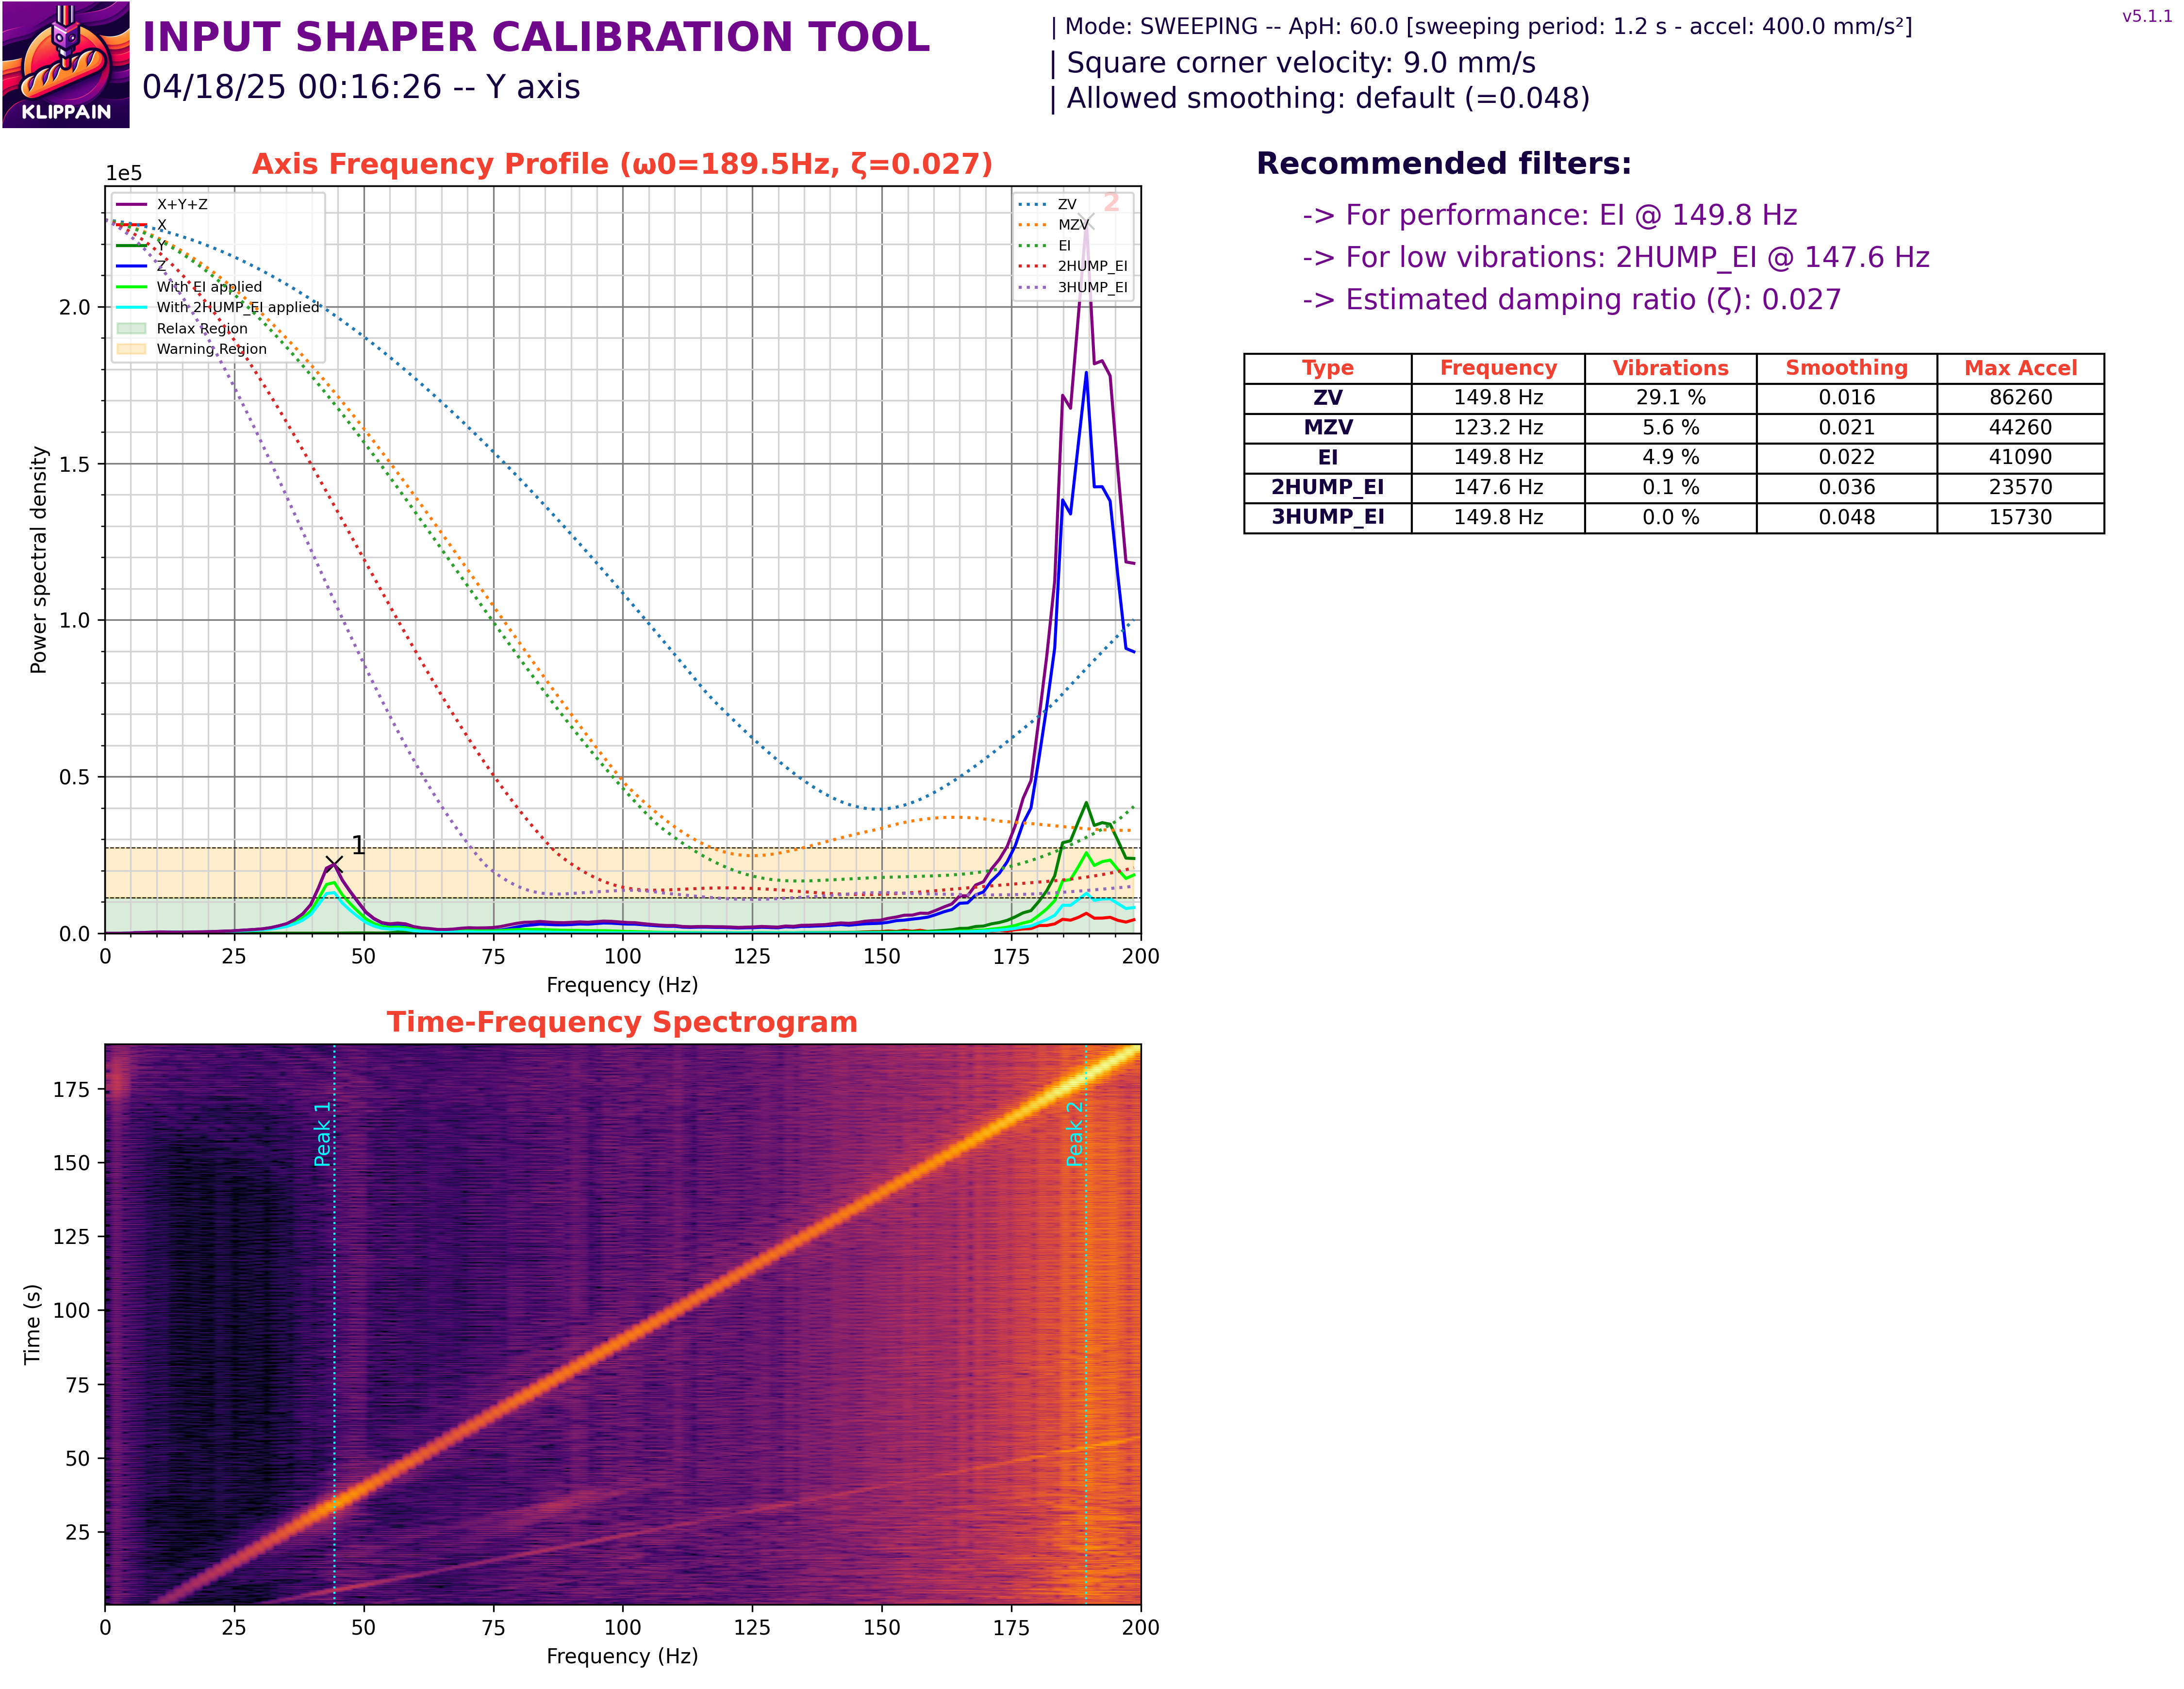 KLIPPAIN
INPUT SHAPER CALIBRATION TOOL
04/18/25 00:16:26 -- Y axis
| Mode: SWEEPING -- ApH: 60.0 [sweeping period: 1.2 s - accel: 400.0 mm/s²]
| Square corner velocity: 9.0 mm/s
| Allowed smoothing: default (=0.048)
v5.1.1
Axis Frequency Profile (ω0=189.5Hz, ζ=0.027)
1e5
X+Y+Z
X
Y
Z
With EI applied
With 2HUMP_EI applied
Relax Region
Warning Region
ZV
MZV
EI
2HUMP_EI
3HUMP_EI
2
1
Power spectral density
2.0
1.5
1.0
0.5
0.0
0 25 50 75 100 125 150 175 200
Frequency (Hz)
Recommended filters:
-> For performance: EI @ 149.8 Hz
-> For low vibrations: 2HUMP_EI @ 147.6 Hz
-> Estimated damping ratio (ζ): 0.027
Type Frequency Vibrations Smoothing Max Accel
ZV 149.8 Hz 29.1 % 0.016 86260
MZV 123.2 Hz 5.6 % 0.021 44260
EI 149.8 Hz 4.9 % 0.022 41090
2HUMP_EI 147.6 Hz 0.1 % 0.036 23570
3HUMP_EI 149.8 Hz 0.0 % 0.048 15730
Time-Frequency Spectrogram
Time (s)
175
150
125
100
75
50
25
Peak 1
Peak 2
0 25 50 75 100 125 150 175 200
Frequency (Hz)